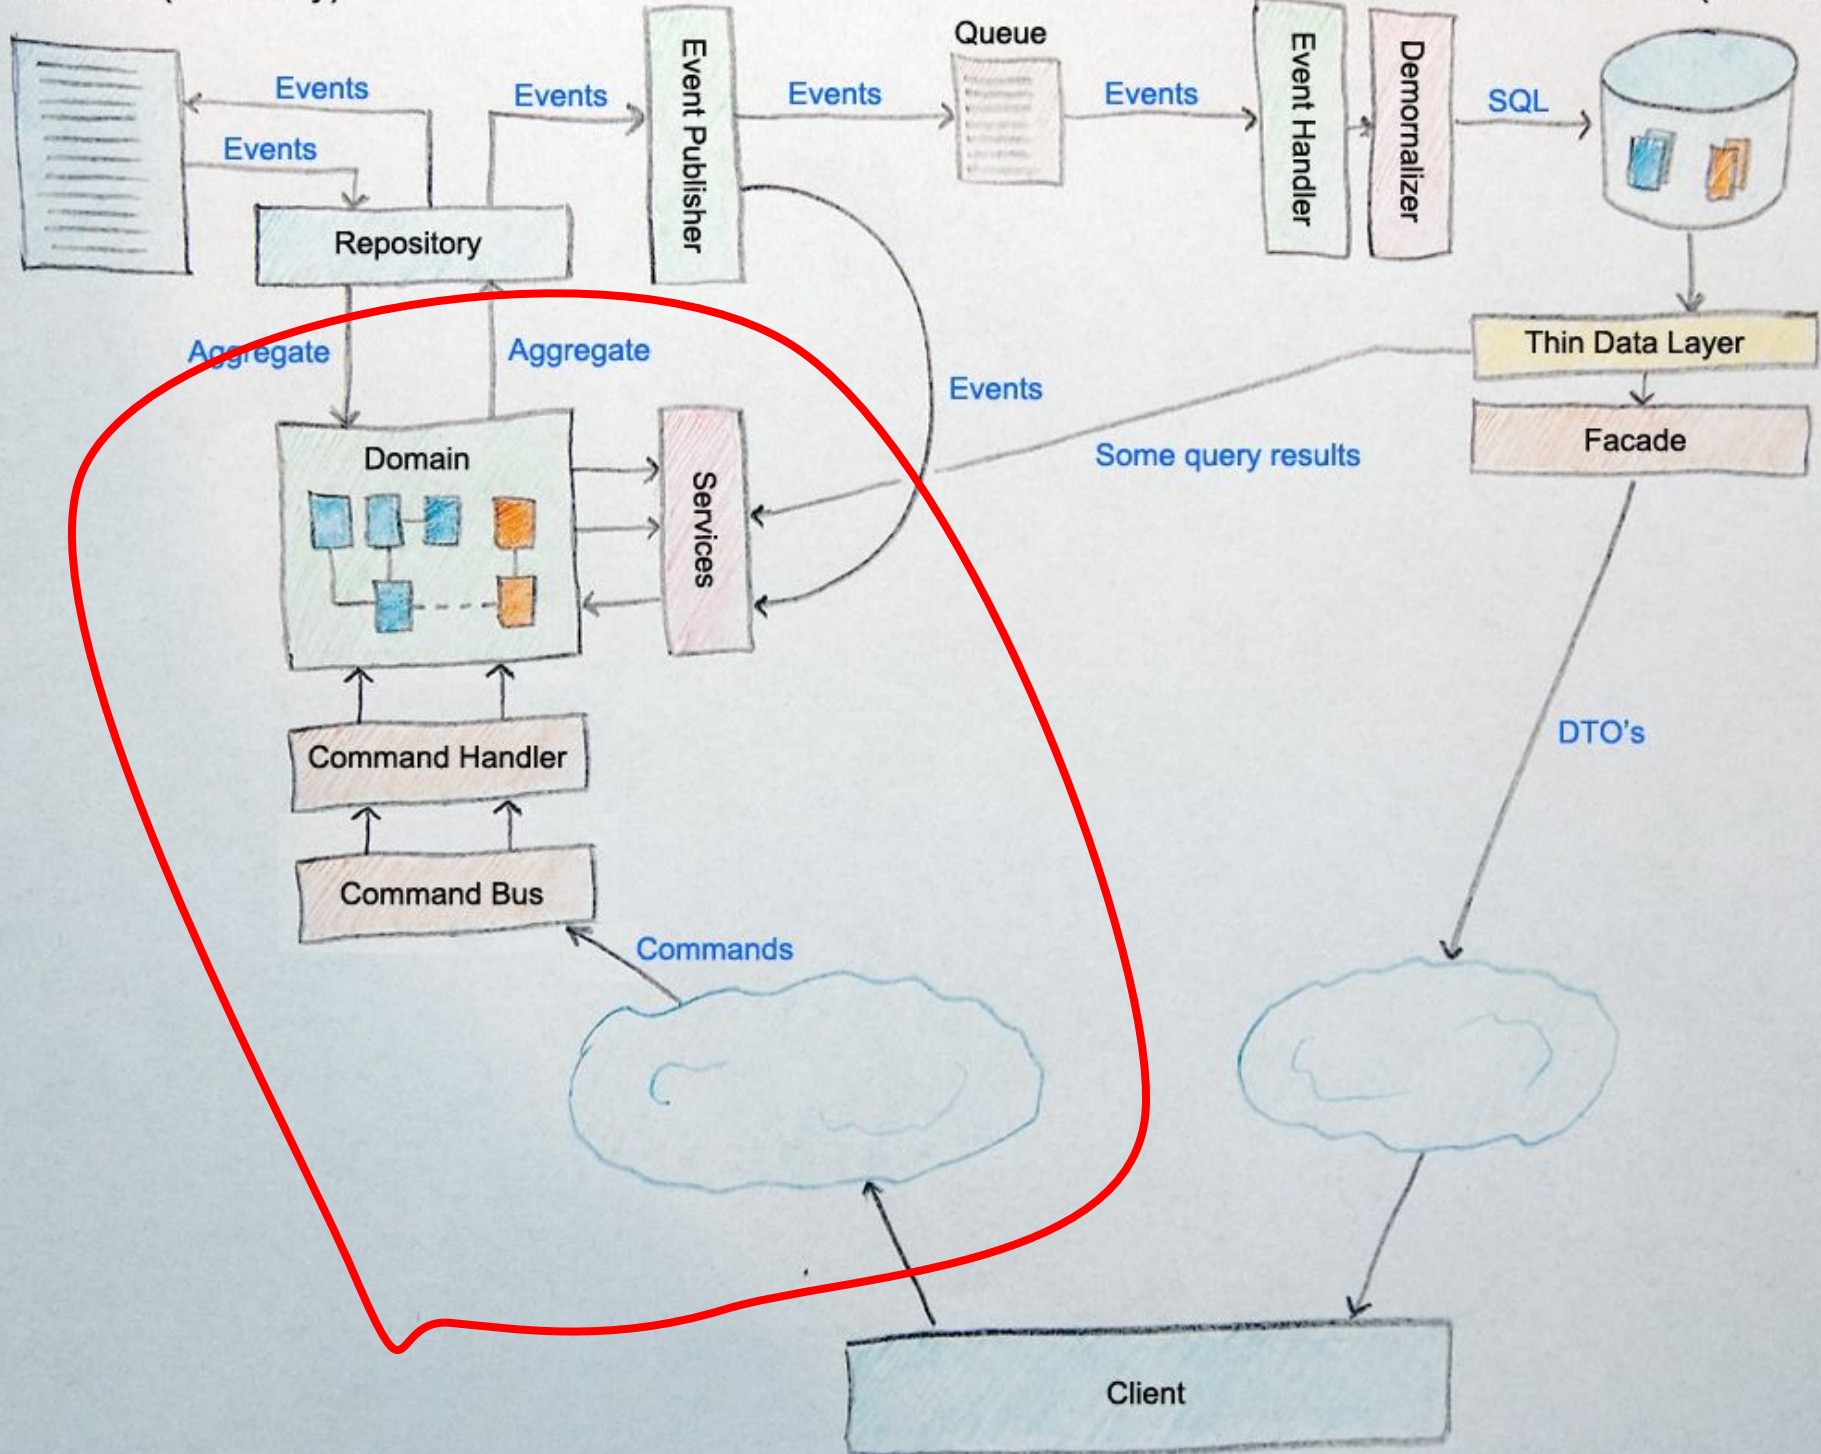 Queue
Events
Events
Events
Events
Events
SQL
Event Publisher
Event Handler
Demornalizer
Repository
Thin Data Layer
Aggregate
Aggregate
Events
Some query results
Facade
Domain
Services
DTO's
Command Handler
Command Bus
Commands
Client